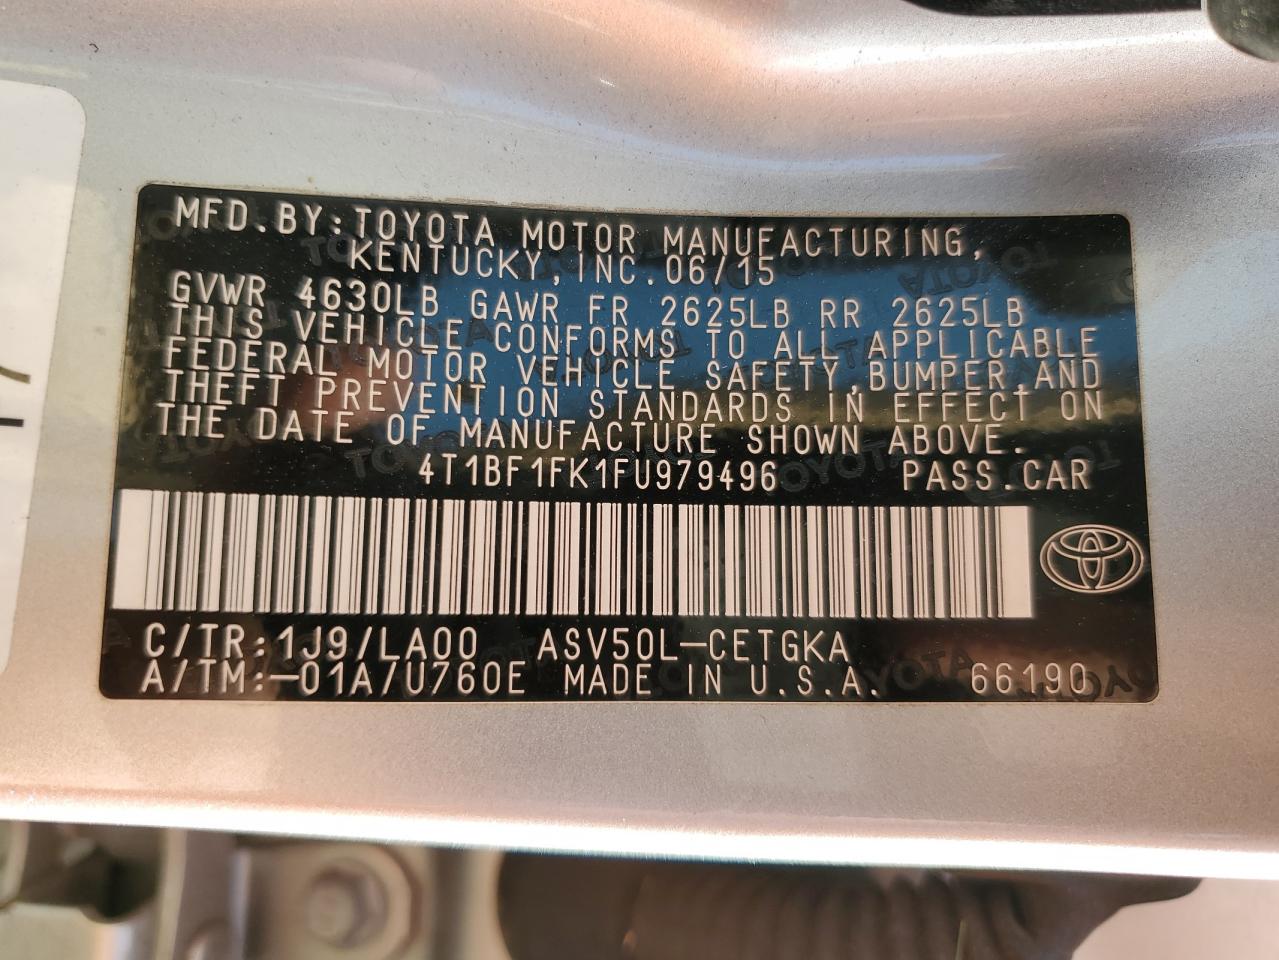 MFD.BY:TOYOTA MOTOR MANUFACTURING,
KENTUCKY,INC.06/15
GVWR 4630LB GAWR FR 2625LB RR 2625LB
THIS VEHICLE CONFORMS TO ALL APPLICABLE
FEDERAL MOTOR VEHICLE SAFETY,BUMPER,AND
THEFT PREVENTION STANDARDS IN EFFECT ON
THE DATE OF MANUFACTURE SHOWN ABOVE.
4T1BF1FK1FU979496 PASS.CAR
C/TR:1J9/LA00 ASV50L-CETGKA
A/TM:-01A/U760E MADE IN U.S.A. 66190